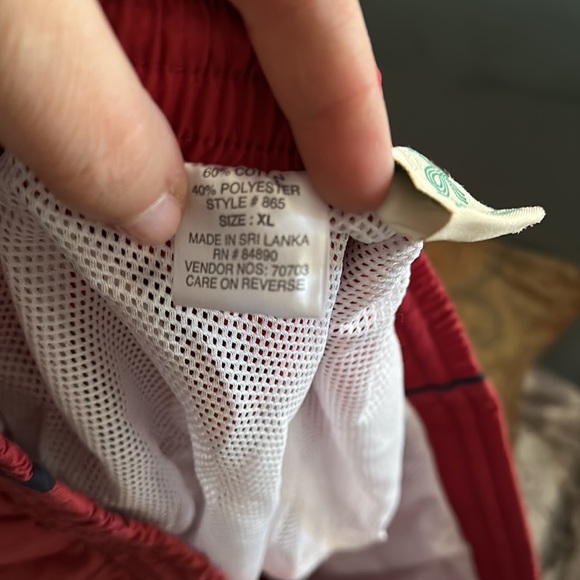 60% COTTON
40% POLYESTER
STYLE # 865
SIZE : XL
MADE IN SRI LANKA
RN # 84890
VENDOR NOS: 70703
CARE ON REVERSE